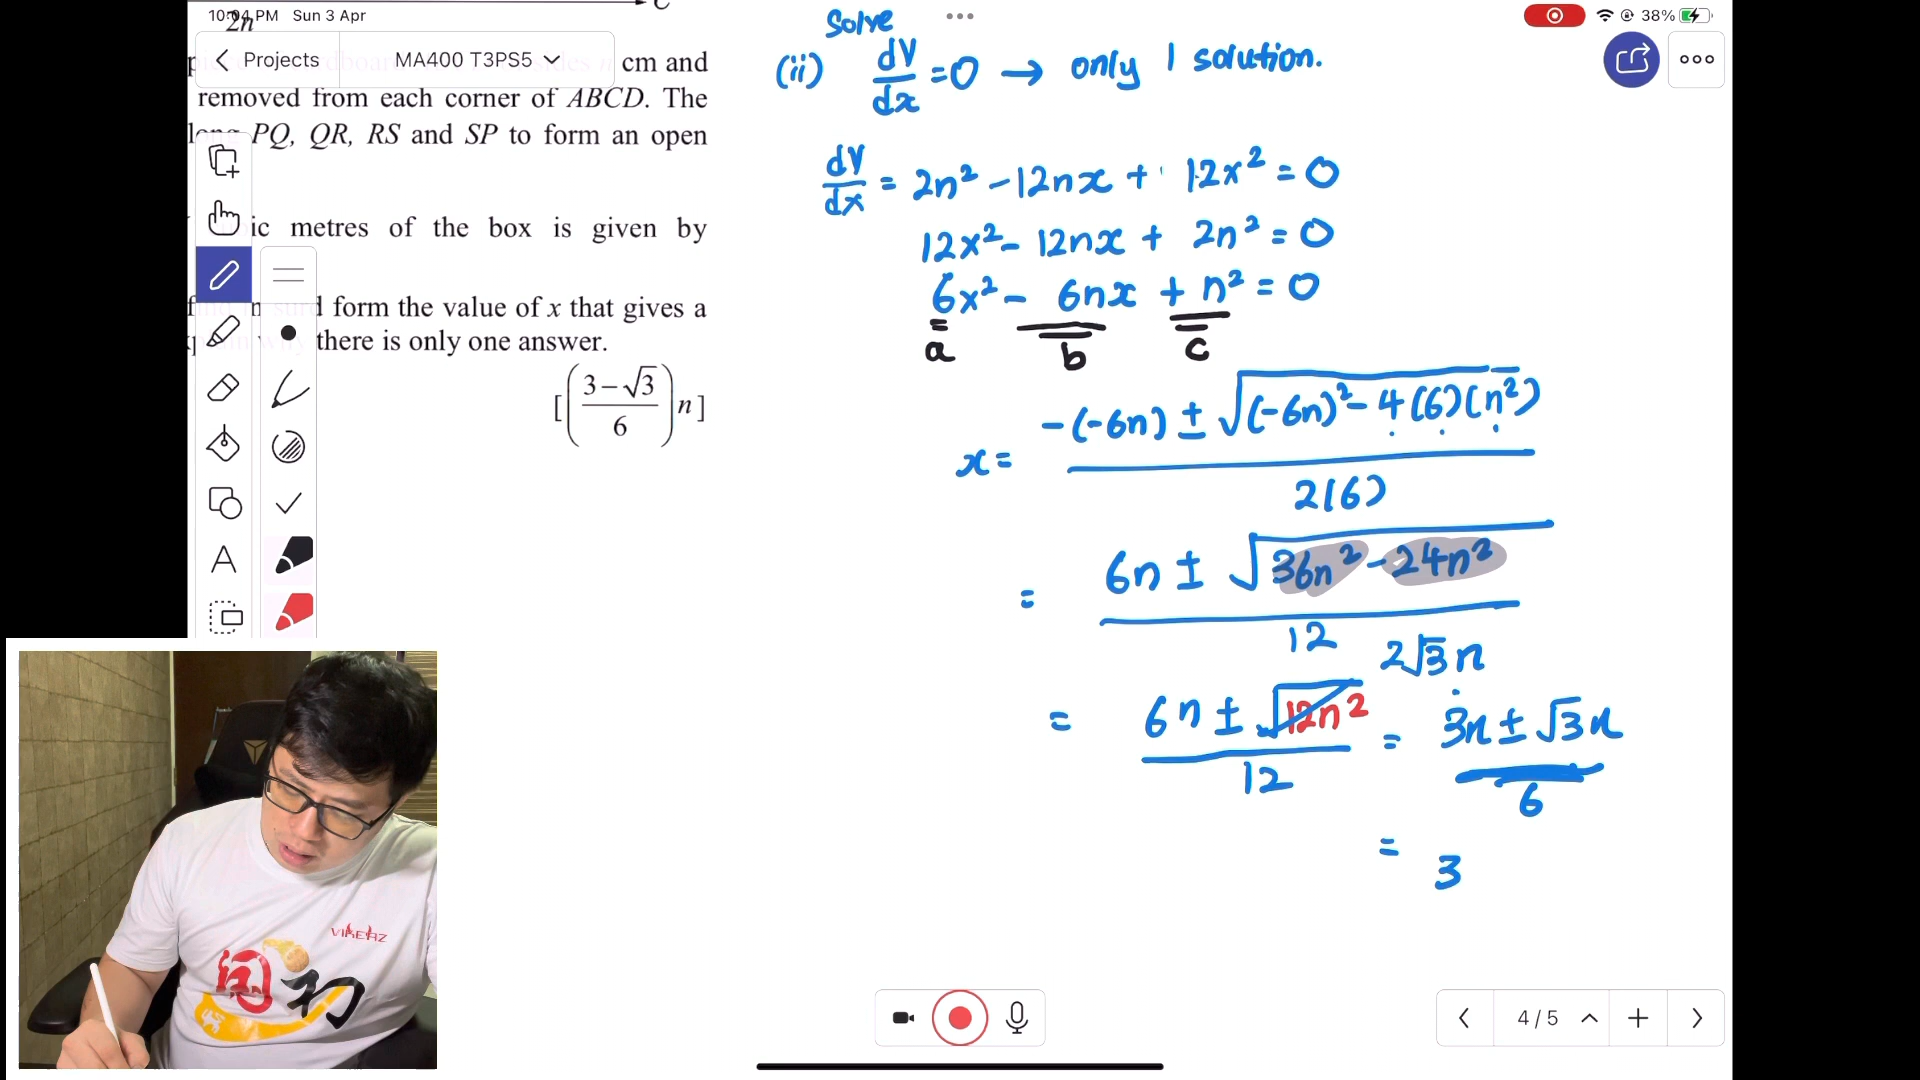 10:04 PM Sun 3 Apr
38%
2n
C
Projects
MA400 T3PS5
cm and
removed from each corner of ABCD. The
PQ, QR, RS and SP to form an open
ic metres of the box is given by
surd form the value of x that gives a
there is only one answer.
[((3−√3)/6)n]
A
Solve
(ii) dV/dx = 0 → only 1 solution.
dV/dx = 2n² − 12nx + 12x² = 0
12x² − 12nx + 2n² = 0
6x² − 6nx + n² = 0
a b c
x = (−(−6n) ± √((−6n)² − 4(6)(n²)))/2(6)
= (6n ± √(36n² − 24n²))/12
2√3n
= (6n ± √(12n²))/12 = (3n ± √3n)/6
= 3
VIKERZ
4/5